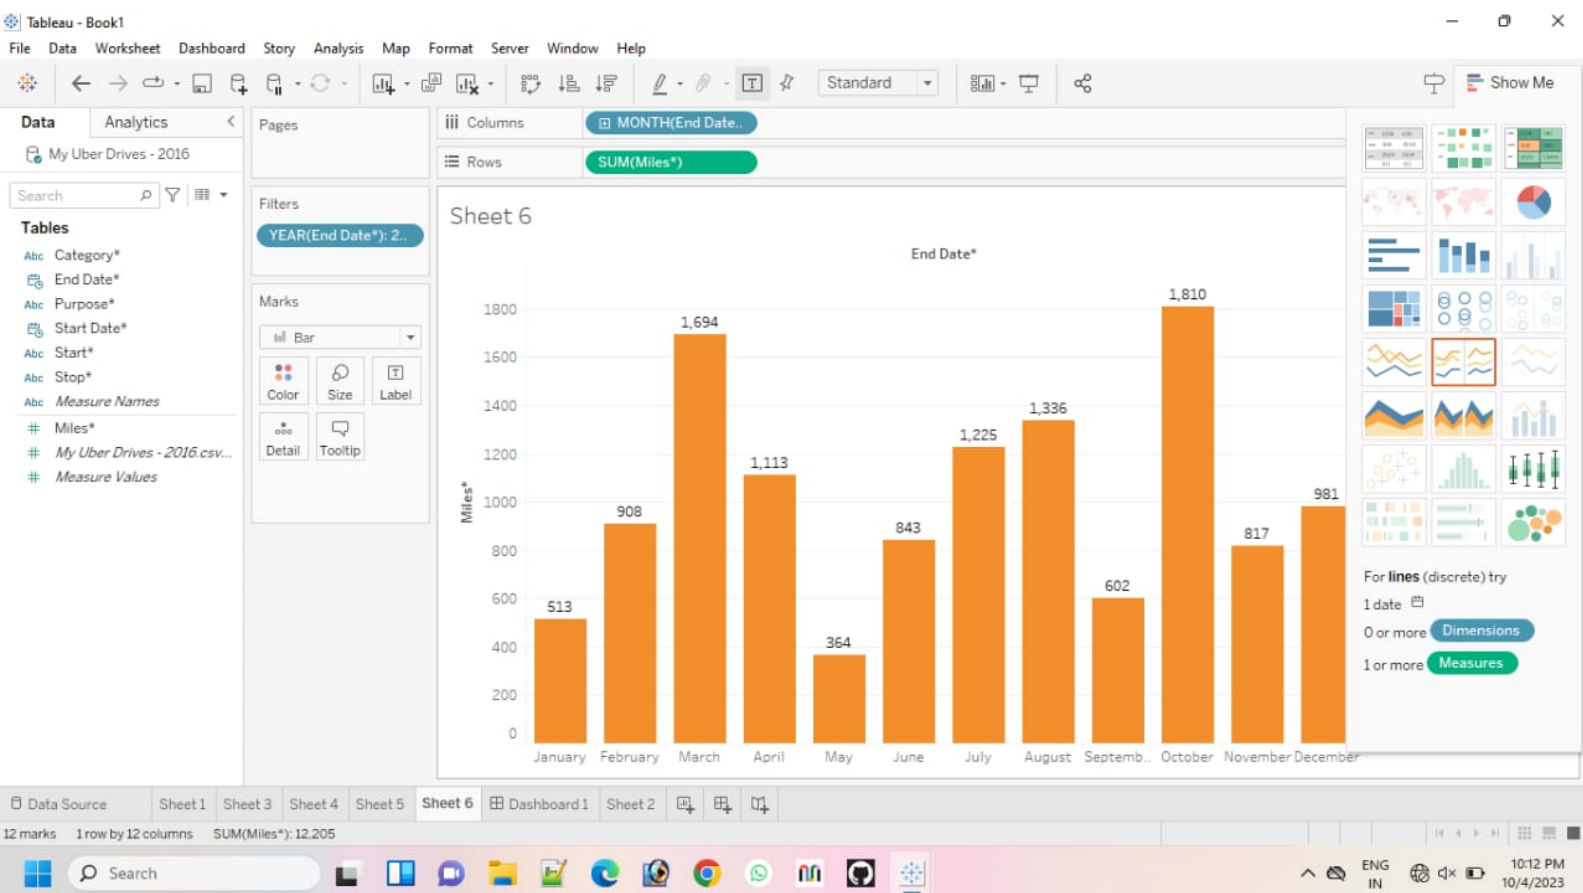 Tableau - Book1
File Data Worksheet Dashboard Story Analysis Map Format Server Window Help
Standard
Show Me
Data Analytics
My Uber Drives - 2016
Search
Tables
Abc Category*
End Date*
Abc Purpose*
Start Date*
Abc Start*
Abc Stop*
Abc Measure Names
# Miles*
# My Uber Drives - 2016.csv...
# Measure Values
Pages
Filters
YEAR(End Date*): 2..
Marks
Bar
Color Size Label
Detail Tooltip
Columns MONTH(End Date..
Rows SUM(Miles*)
Sheet 6
End Date*
Miles*
1800
1600
1400
1200
1000
800
600
400
200
0
513
908
1,694
1,113
364
843
1,225
1,336
602
1,810
817
981
January February March April May June July August Septemb.. October November December
For lines (discrete) try
1 date
0 or more Dimensions
1 or more Measures
Data Source Sheet 1 Sheet 3 Sheet 4 Sheet 5 Sheet 6 Dashboard 1 Sheet 2
12 marks 1 row by 12 columns SUM(Miles*): 12,205
Search
ENG
IN
10:12 PM
10/4/2023